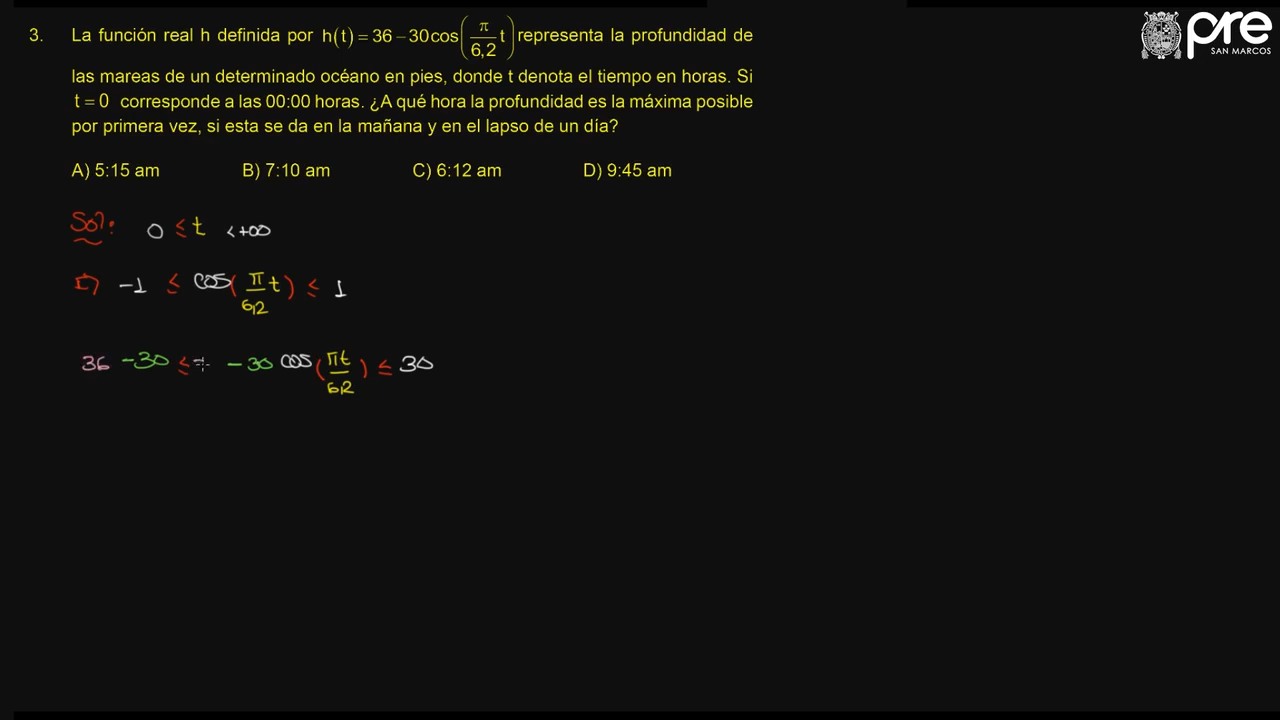 pre
SAN MARCOS
3. La función real h definida por h(t) = 36 − 30cos(π/6,2 t) representa la profundidad de
las mareas de un determinado océano en pies, donde t denota el tiempo en horas. Si
t = 0 corresponde a las 00:00 horas. ¿A qué hora la profundidad es la máxima posible
por primera vez, si esta se da en la mañana y en el lapso de un día?
A) 5:15 am B) 7:10 am C) 6:12 am D) 9:45 am
Sol: 0 ≤ t < +∞
⇒ -1 ≤ cos(π/6,2 t) ≤ 1
36 -30 ≤ -30 cos(πt/6,2) ≤ 30